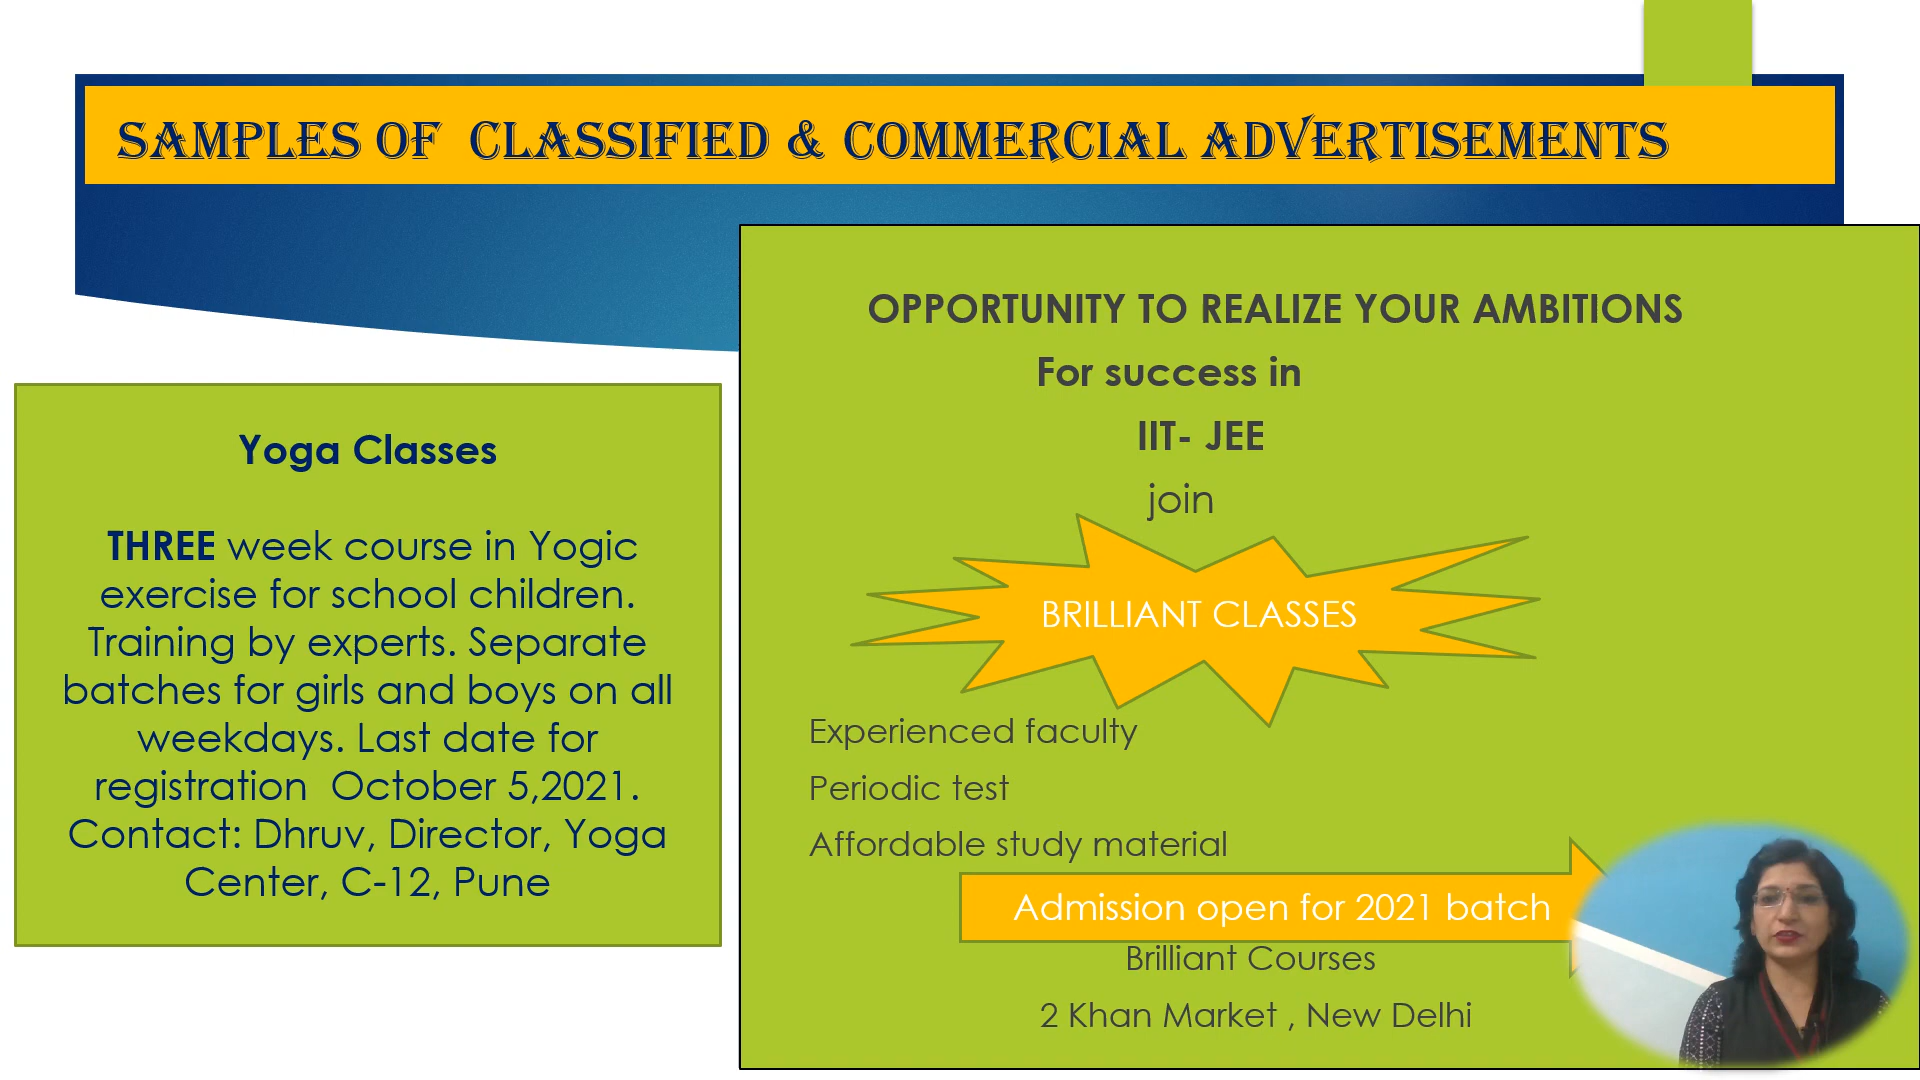 SAMPLES OF CLASSIFIED & COMMERCIAL ADVERTISEMENTS
Yoga Classes
THREE week course in Yogic
exercise for school children.
Training by experts. Separate
batches for girls and boys on all
weekdays. Last date for
registration October 5,2021.
Contact: Dhruv, Director, Yoga
Center, C-12, Pune
OPPORTUNITY TO REALIZE YOUR AMBITIONS
For success in
IIT- JEE
join
BRILLIANT CLASSES
Experienced faculty
Periodic test
Affordable study material
Admission open for 2021 batch
Brilliant Courses
2 Khan Market , New Delhi